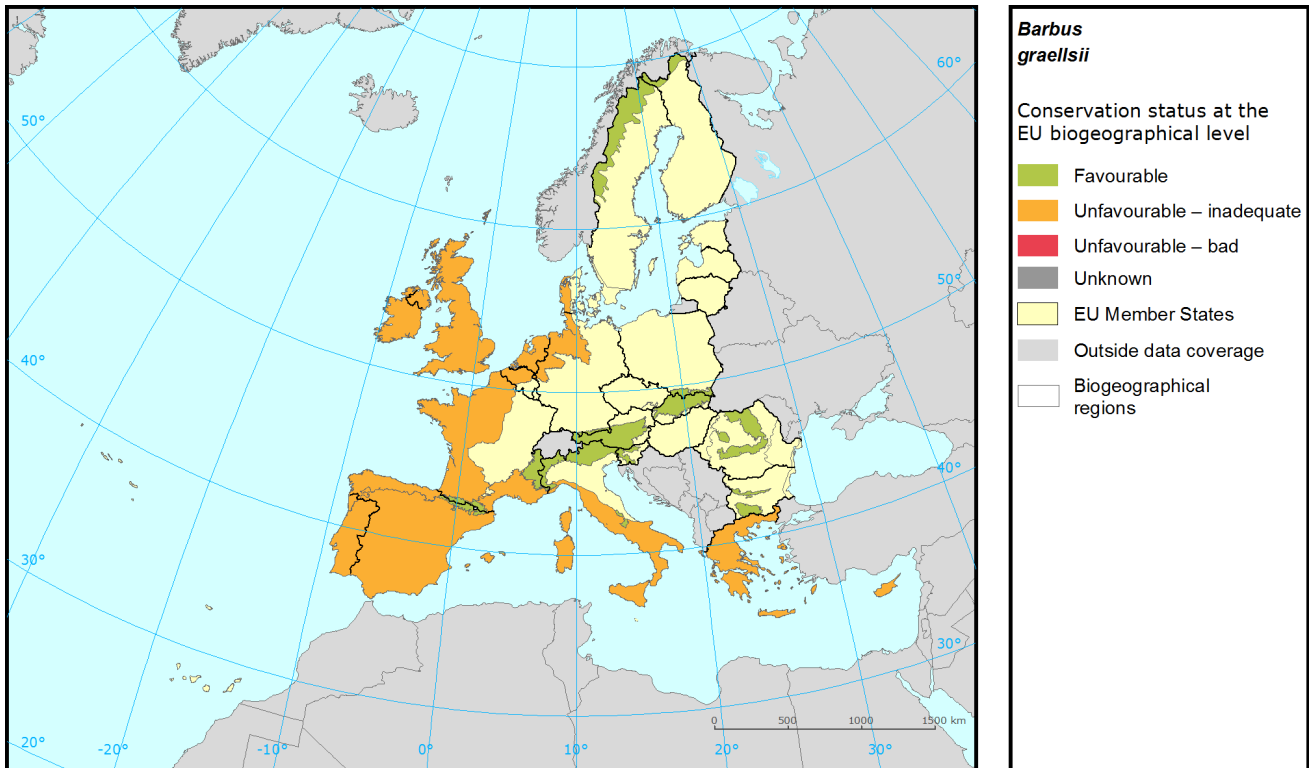 Barbus
graellsii
Conservation status at the
EU biogeographical level
Favourable
Unfavourable – inadequate
Unfavourable – bad
Unknown
EU Member States
Outside data coverage
Biogeographical
regions
60°
50°
50°
40°
40°
30°
30°
0 500 1000 1500 km
20° -20° -10° 0° 10° 20° 30°